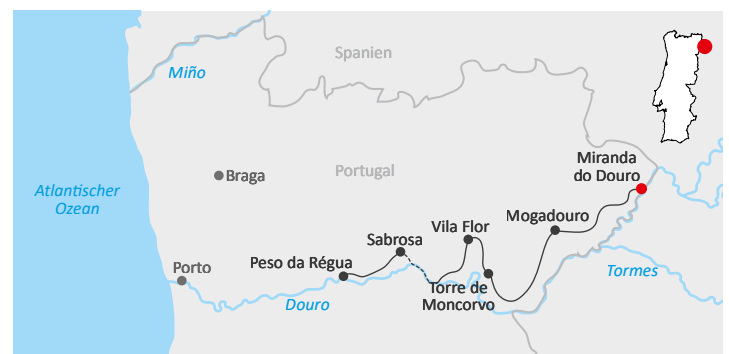 Spanien
Miño
Miranda
do Douro
Braga
Portugal
Atlantischer
Ozean
Mogadouro
Vila Flor
Sabrosa
Peso da Régua
Porto
Tormes
Torre de
Moncorvo
Douro